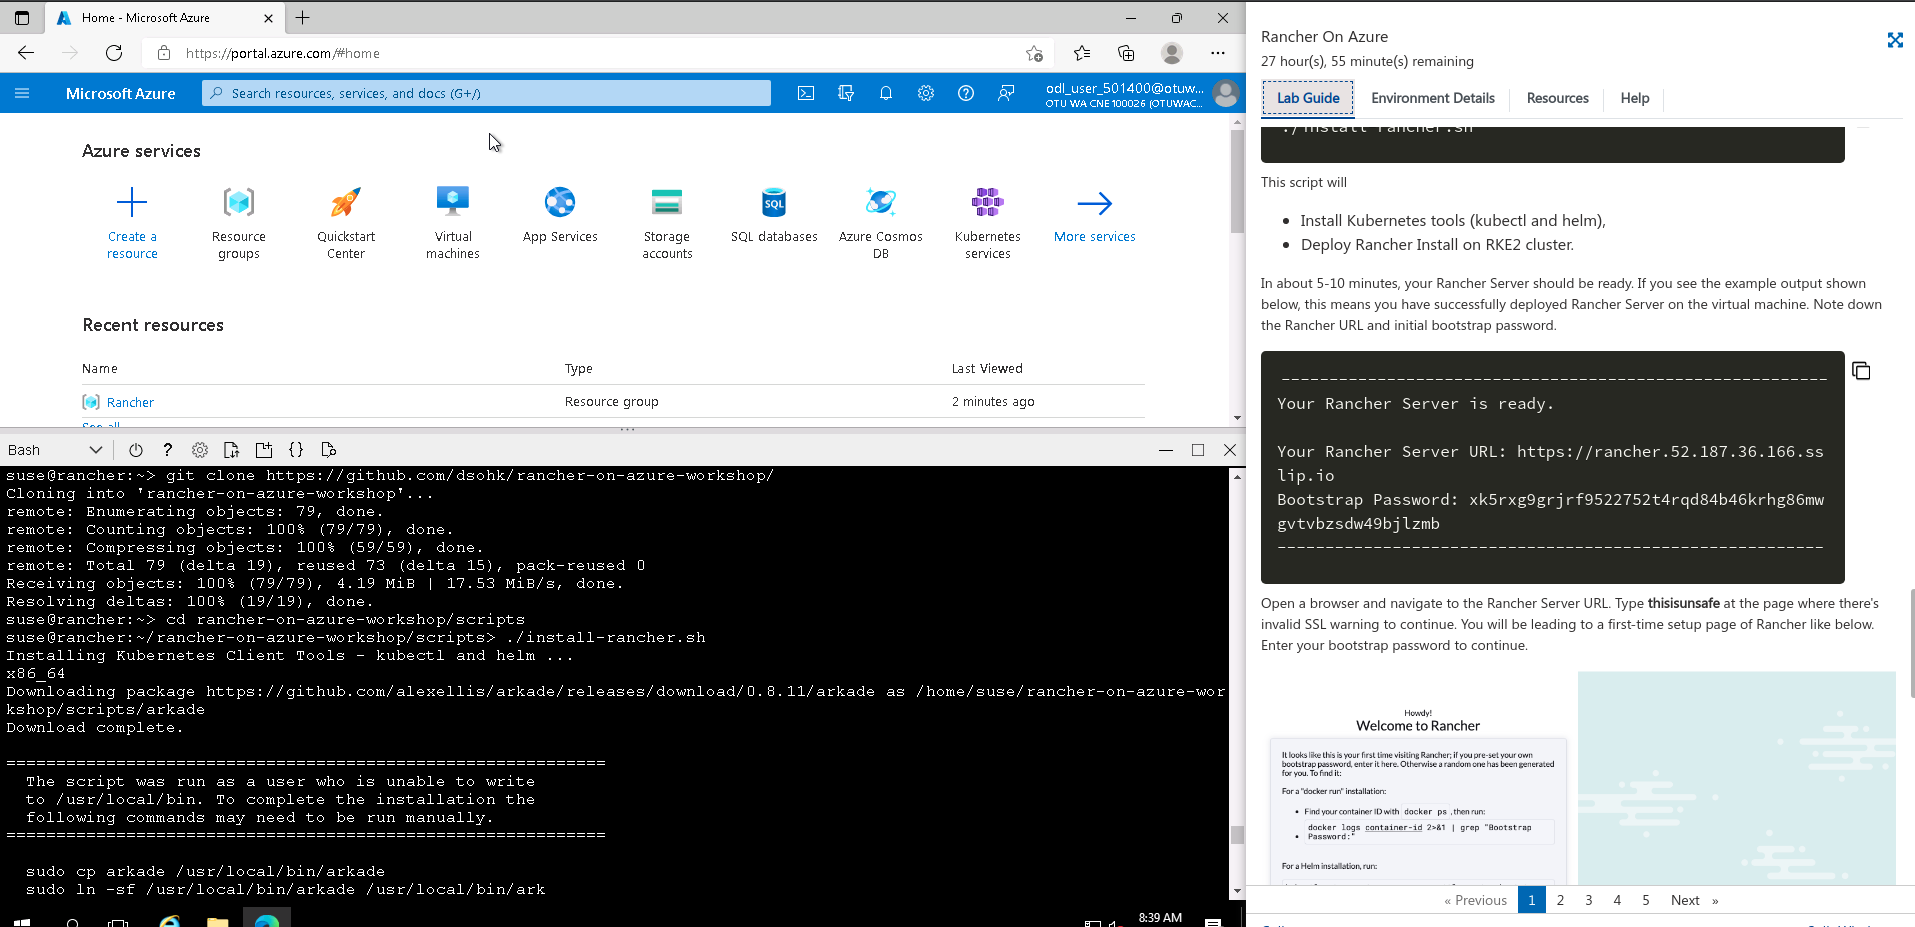 Home - Microsoft Azure
https://portal.azure.com/#home
Microsoft Azure
Search resources, services, and docs (G+/)
odl_user_501400@otuw...
OTU WA CNE100026 (OTUWAC...
Azure services
Create a resource
Resource groups
Quickstart Center
Virtual machines
App Services
Storage accounts
SQL
SQL databases
Azure Cosmos DB
Kubernetes services
More services
Recent resources
Name Type Last Viewed
Rancher Resource group 2 minutes ago
See all
Bash
suse@rancher:~> git clone https://github.com/dsohk/rancher-on-azure-workshop/
Cloning into 'rancher-on-azure-workshop'...
remote: Enumerating objects: 79, done.
remote: Counting objects: 100% (79/79), done.
remote: Compressing objects: 100% (59/59), done.
remote: Total 79 (delta 19), reused 73 (delta 15), pack-reused 0
Receiving objects: 100% (79/79), 4.19 MiB | 17.53 MiB/s, done.
Resolving deltas: 100% (19/19), done.
suse@rancher:~> cd rancher-on-azure-workshop/scripts
suse@rancher:~/rancher-on-azure-workshop/scripts> ./install-rancher.sh
Installing Kubernetes Client Tools - kubectl and helm ...
x86_64
Downloading package https://github.com/alexellis/arkade/releases/download/0.8.11/arkade as /home/suse/rancher-on-azure-wor
kshop/scripts/arkade
Download complete.
============================================================
The script was run as a user who is unable to write
to /usr/local/bin. To complete the installation the
following commands may need to be run manually.
============================================================
sudo cp arkade /usr/local/bin/arkade
sudo ln -sf /usr/local/bin/arkade /usr/local/bin/ark
8:39 AM
Rancher On Azure
27 hour(s), 55 minute(s) remaining
Lab Guide Environment Details Resources Help
./install-rancher.sh
This script will
• Install Kubernetes tools (kubectl and helm),
• Deploy Rancher Install on RKE2 cluster.
In about 5-10 minutes, your Rancher Server should be ready. If you see the example output shown
below, this means you have successfully deployed Rancher Server on the virtual machine. Note down
the Rancher URL and initial bootstrap password.
---------------------------------------------------------
Your Rancher Server is ready.
Your Rancher Server URL: https://rancher.52.187.36.166.ss
lip.io
Bootstrap Password: xk5rxg9grjrf9522752t4rqd84b46krhg86mw
gvtvbzsdw49bjlzmb
---------------------------------------------------------
Open a browser and navigate to the Rancher Server URL. Type thisisunsafe at the page where there's
invalid SSL warning to continue. You will be leading to a first-time setup page of Rancher like below.
Enter your bootstrap password to continue.
Howdy!
Welcome to Rancher
It looks like this is your first time visiting Rancher; if you pre-set your own
bootstrap password, enter it here. Otherwise a random one has been generated
for you. To find it:
For a "docker run" installation:
• Find your container ID with docker ps, then run:
docker logs container-id 2>&1 | grep "Bootstrap
• Password:"
For a Helm installation, run:
« Previous 1 2 3 4 5 Next »